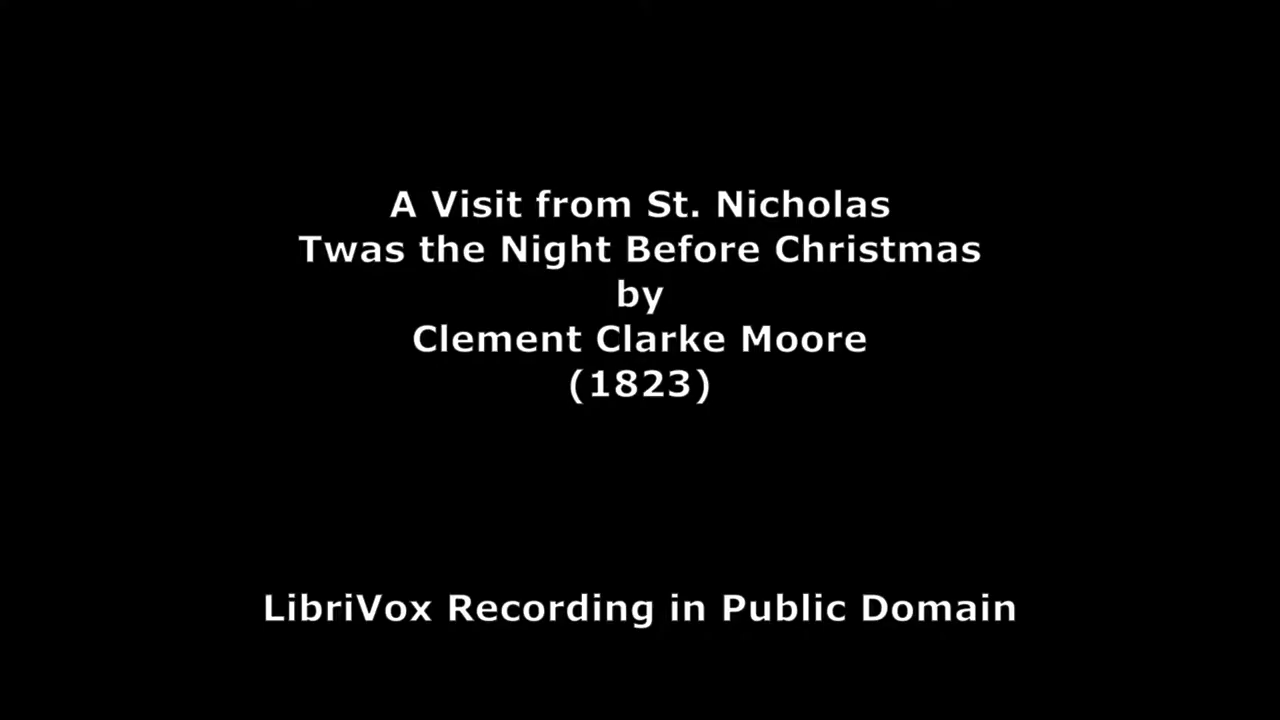 A Visit from St. Nicholas
Twas the Night Before Christmas
by
Clement Clarke Moore
(1823)
LibriVox Recording in Public Domain